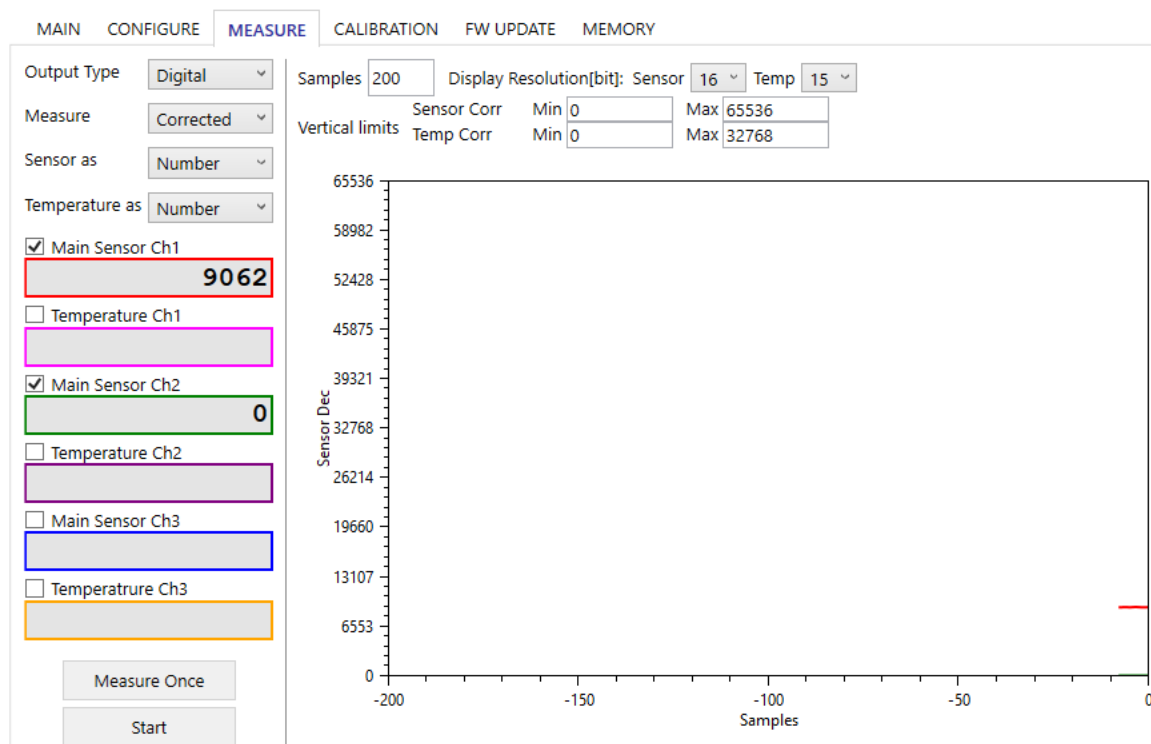 MAIN CONFIGURE MEASURE CALIBRATION FW UPDATE MEMORY
Output Type Digital
Measure Corrected
Sensor as Number
Temperature as Number
Main Sensor Ch1
9062
Temperature Ch1
Main Sensor Ch2
0
Temperature Ch2
Main Sensor Ch3
Temperatrure Ch3
Measure Once
Start
Samples 200 Display Resolution[bit]: Sensor 16 Temp 15
Vertical limits
Sensor Corr Min 0 Max 65536
Temp Corr Min 0 Max 32768
65536
58982
52428
45875
39321
32768
26214
19660
13107
6553
0
Sensor Dec
-200 -150 -100 -50 0
Samples